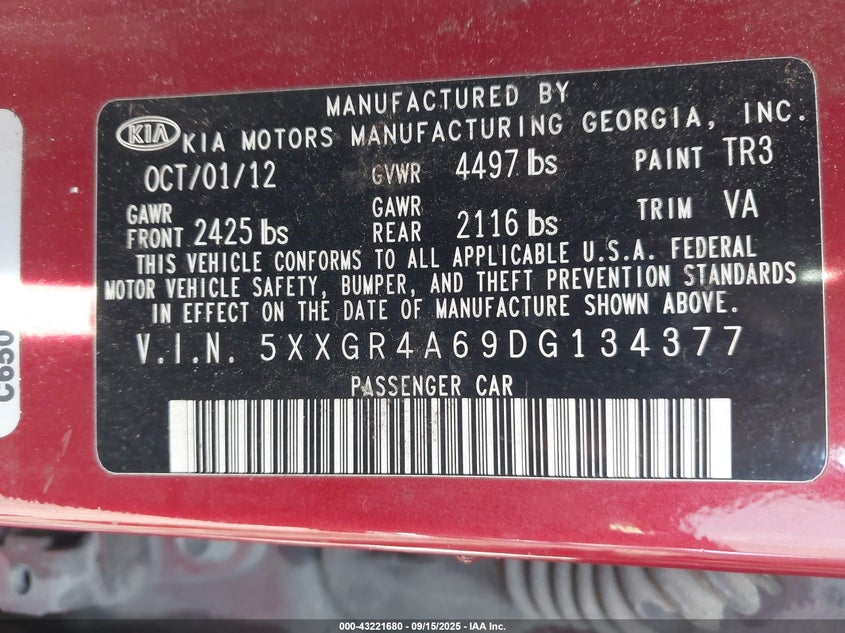 MANUFACTURED BY
KIA KIA MOTORS MANUFACTURING GEORGIA, INC.
OCT/01/12 GVWR 4497 lbs PAINT TR3
GAWR FRONT 2425 lbs GAWR REAR 2116 lbs TRIM VA
THIS VEHICLE CONFORMS TO ALL APPLICABLE U.S.A. FEDERAL
MOTOR VEHICLE SAFETY, BUMPER, AND THEFT PREVENTION STANDARDS
IN EFFECT ON THE DATE OF MANUFACTURE SHOWN ABOVE.
V.I.N. 5XXGR4A69DG134377
PASSENGER CAR
C650
000-43221680 - 09/15/2025 - IAA Inc.